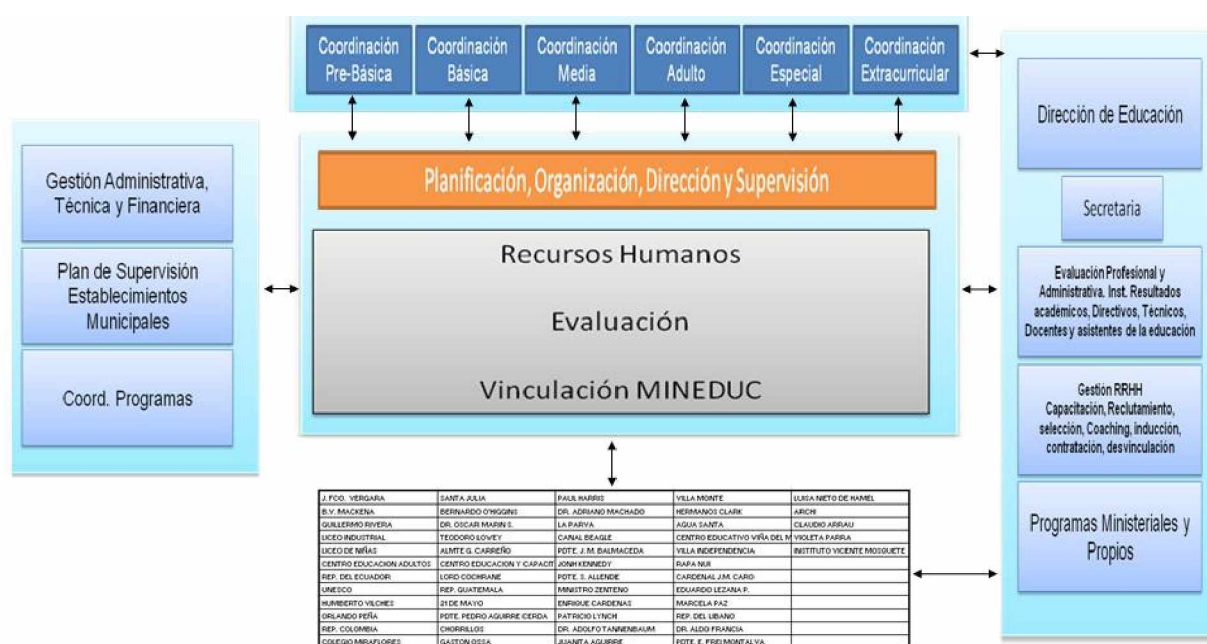 Coordinación
Pre-Básica
Coordinación
Básica
Coordinación
Media
Coordinación
Adulto
Coordinación
Especial
Coordinación
Extracurricular
Gestión Administrativa,
Técnica y Financiera
Plan de Supervisión
Establecimientos
Municipales
Coord. Programas
Planificación, Organización, Dirección y Supervisión
Recursos Humanos
Evaluación
Vinculación MINEDUC
Dirección de Educación
Secretaria
Evaluación Profesional y
Administrativa. Inst. Resultados
académicos, Directivos, Técnicos,
Docentes y asistentes de la educación
Gestión RRHH
Capacitación, Reclutamiento,
selección, Coaching, inducción,
contratación, desvinculación
Programas Ministeriales y
Propios
J. FCO. VERGARA SANTA JULIA PAUL HARRIS VILLA MONTE LUISA NIETO DE HAMEL
B.V. MACKENA BERNARDO O'HIGGINS DR. ADRIANO MACHADO HERMANOS CLARK ARCHI
GUILLERMO RIVERA DR. OSCAR MARIN S. LA PARVA AGUA SANTA CLAUDIO ARRAU
LICEO INDUSTRIAL TEODORO LOVEY CANAL BEAGLE CENTRO EDUCATIVO VIÑA DEL M VIOLETA PARRA
LICEO DE NIÑAS ALMTE G. CARREÑO PDTE. J. M. BALMACEDA VILLA INDEPENDENCIA INSTITUTO VICENTE MOSQUETE
CENTRO EDUCACION ADULTOS CENTRO EDUCACION Y CAPACIT JONH KENNEDY RAPA NUI
REP. DEL ECUADOR LORD COCHRANE PDTE. S. ALLENDE CARDENAL J.M. CARO
UNESCO REP. GUATEMALA MINISTRO ZENTENO EDUARDO LEZANA P.
HUMBERTO VILCHES 21 DE MAYO ENRIQUE CARDENAS MARCELA PAZ
ORLANDO PEÑA PDTE. PEDRO AGUIRRE CERDA PATRICIO LYNCH REP. DEL LIBANO
REP. COLOMBIA CHORRILLOS DR. ADOLFO TANNENBAUM DR. ALDO FRANCIA
COLEGIO MIRAFLORES GASTON OSSA JUANITA AGUIRRE PDTE. E. FREI MONTALVA